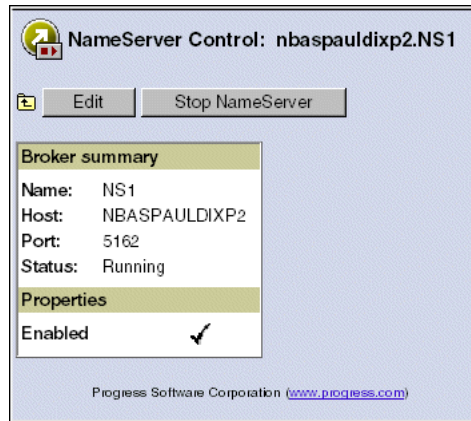 NameServer Control: nbaspauldixp2.NS1
Edit Stop NameServer
Broker summary
Name: NS1
Host: NBASPAULDIXP2
Port: 5162
Status: Running
Properties
Enabled
Progress Software Corporation (www.progress.com)